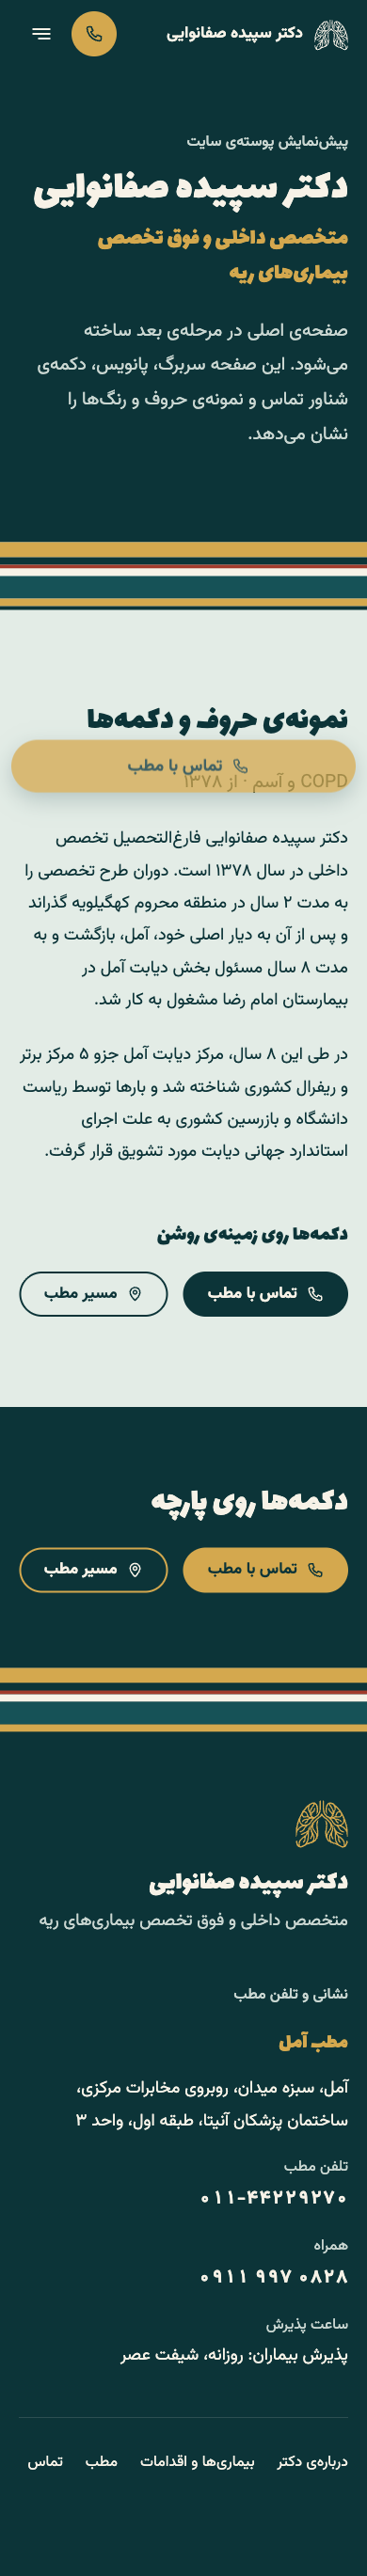 دکتر سپیده صفانوایی
پیش‌نمایش پوسته‌ی سایت
دکتر سپیده صفانوایی
متخصص داخلی و فوق تخصص
بیماری‌های ریه
صفحه‌ی اصلی در مرحله‌ی بعد ساخته
می‌شود. این صفحه سربرگ، پانویس، دکمه‌ی
شناور تماس و نمونه‌ی حروف و رنگ‌ها را
نشان می‌دهد.
نمونه‌ی حروف و دکمه‌ها
تماس با مطب
COPD و آسم · از ۱۳۷۸
دکتر سپیده صفانوایی فارغ‌التحصیل تخصص
داخلی در سال ۱۳۷۸ است. دوران طرح تخصصی را
به مدت ۲ سال در منطقه محروم کهگیلویه گذراند
و پس از آن به دیار اصلی خود، آمل، بازگشت و به
مدت ۸ سال مسئول بخش دیابت آمل در
بیمارستان امام رضا مشغول به کار شد.
در طی این ۸ سال، مرکز دیابت آمل جزو ۵ مرکز برتر
و ریفرال کشوری شناخته شد و بارها توسط ریاست
دانشگاه و بازرسین کشوری به علت اجرای
استاندارد جهانی دیابت مورد تشویق قرار گرفت.
دکمه‌ها روی زمینه‌ی روشن
تماس با مطب
مسیر مطب
دکمه‌ها روی پارچه
تماس با مطب
مسیر مطب
دکتر سپیده صفانوایی
متخصص داخلی و فوق تخصص بیماری‌های ریه
نشانی و تلفن مطب
مطب آمل
آمل، سبزه میدان، روبروی مخابرات مرکزی،
ساختمان پزشکان آنیتا، طبقه اول، واحد ۳
تلفن مطب
۰۱۱-۴۴۲۲۹۲۷۰
همراه
۰۹۱۱ ۹۹۷ ۰۸۲۸
ساعت پذیرش
پذیرش بیماران: روزانه، شیفت عصر
درباره‌ی دکتر
بیماری‌ها و اقدامات
مطب
تماس